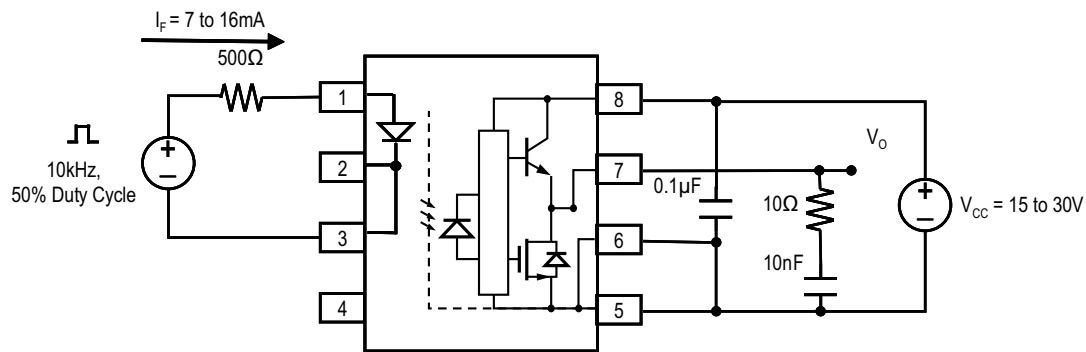 I_F = 7 to 16mA
500Ω
1
8
+
–
10kHz,
50% Duty Cycle
2
7
V_O
0.1µF
10Ω
+
–
V_CC = 15 to 30V
3
6
10nF
4
5